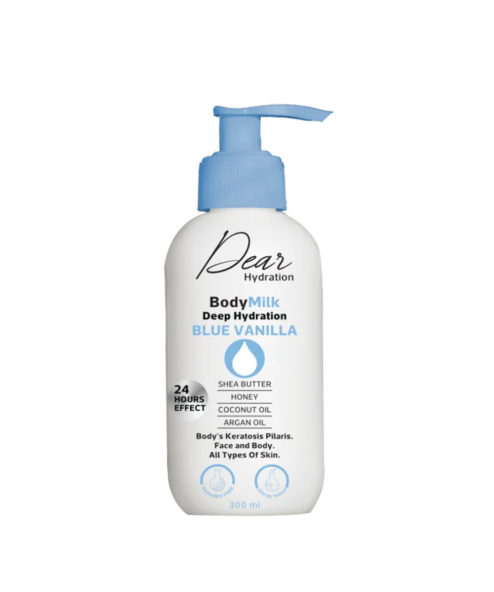 Dear
Hydration
BodyMilk
Deep Hydration
BLUE VANILLA
SHEA BUTTER
HONEY
COCONUT OIL
ARGAN OIL
24
HOURS
EFFECT
Body's Keratosis Pilaris.
Face and Body.
All Types Of Skin.
300 ml